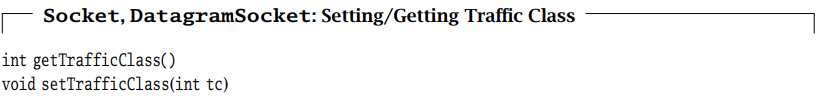 Socket, DatagramSocket: Setting/Getting Traffic Class
int getTrafficClass()
void setTrafficClass(int tc)